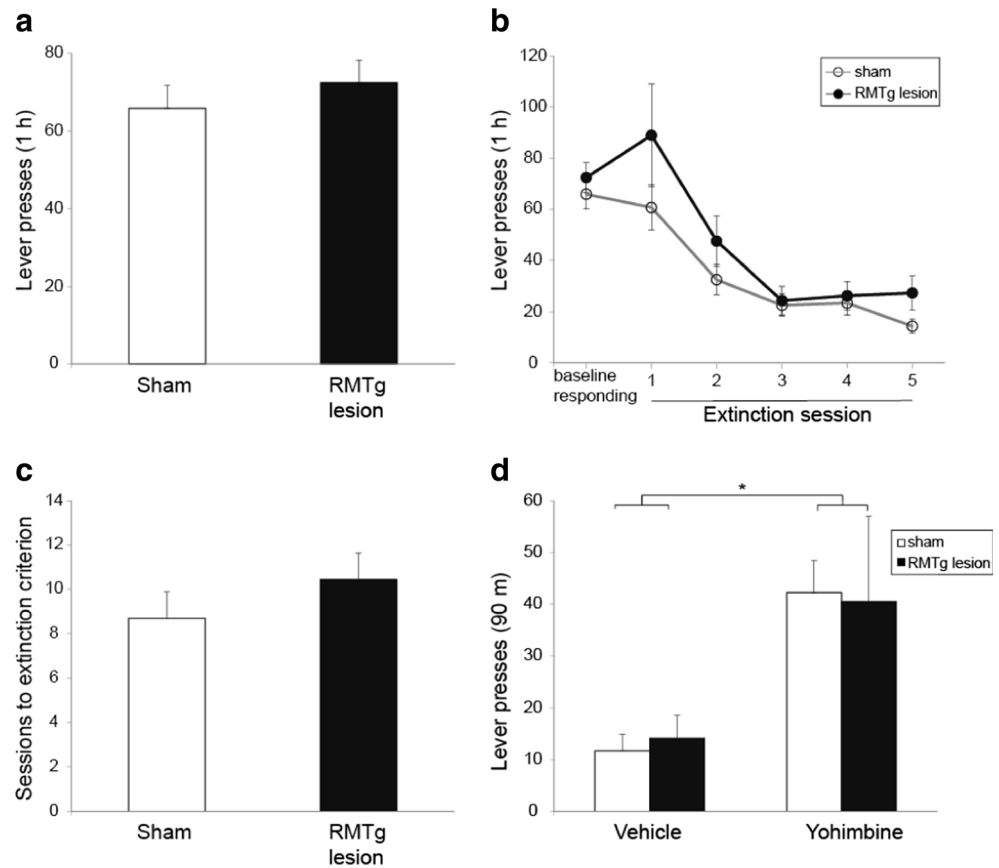 a
Lever presses (1 h)
80
60
40
20
0
Sham
RMTg
lesion
b
Lever presses (1 h)
120
100
80
60
40
20
0
sham
RMTg lesion
baseline
responding
1
2
3
4
5
Extinction session
c
Sessions to extinction criterion
14
12
10
8
6
4
2
0
Sham
RMTg
lesion
d
Lever presses (90 m)
60
50
40
30
20
10
0
*
sham
RMTg lesion
Vehicle
Yohimbine